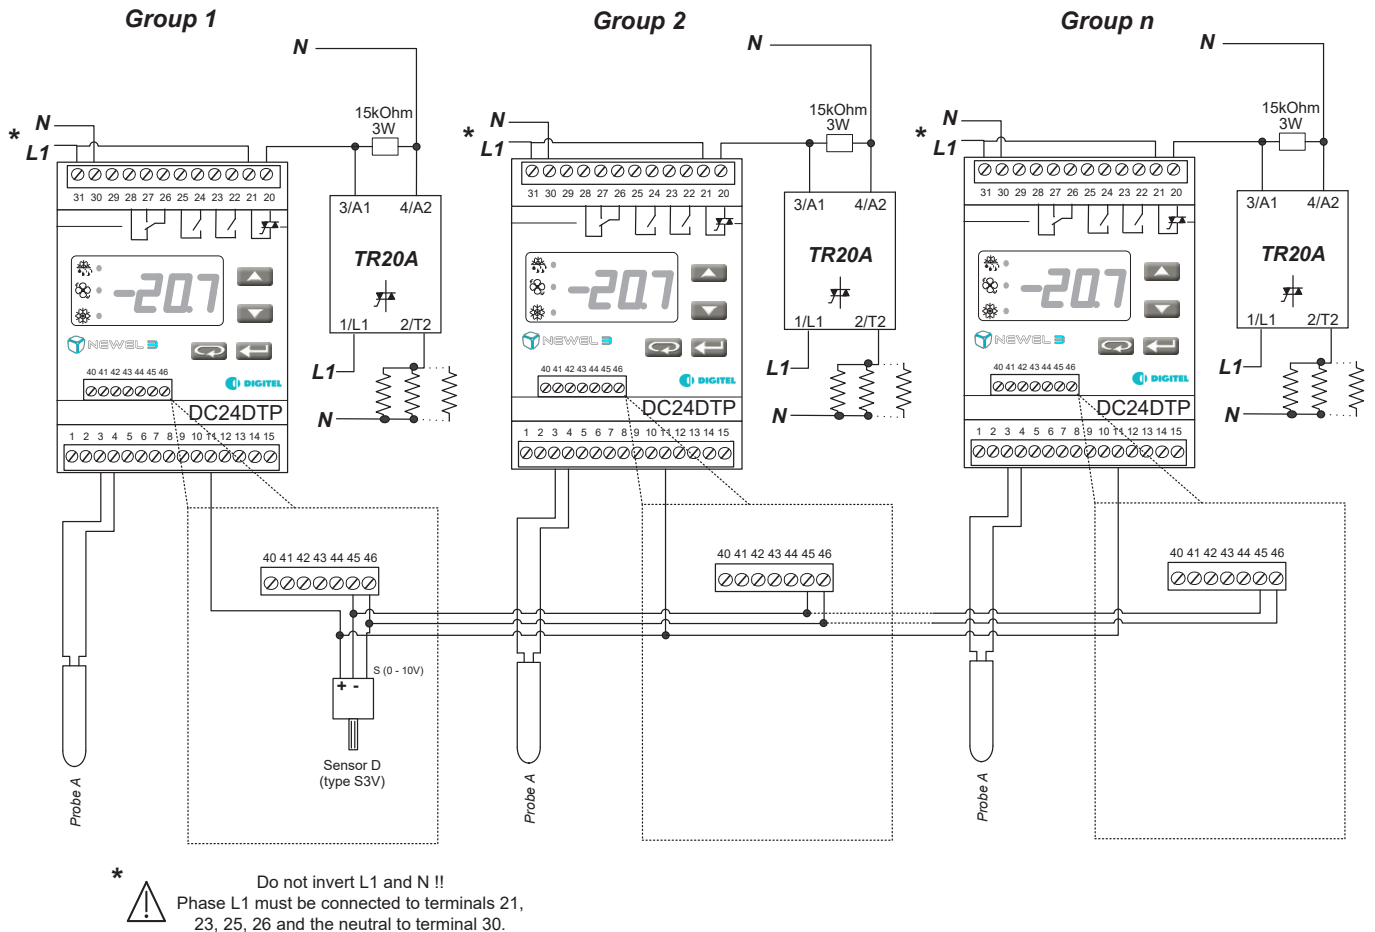 Group 1
N
15kOhm
3W
* N
L1
31 30 29 28 27 26 25 24 23 22 21 20
3/A1 4/A2
TR20A
-20.7
1/L1 2/T2
NEWEL 3
L1
40 41 42 43 44 45 46
DIGITEL
DC24DTP
N
1 2 3 4 5 6 7 8 9 10 11 12 13 14 15
40 41 42 43 44 45 46
S (0 - 10V)
+ -
Sensor D
(type S3V)
Probe A
Group 2
N
15kOhm
3W
* N
L1
31 30 29 28 27 26 25 24 23 22 21 20
3/A1 4/A2
TR20A
-20.7
1/L1 2/T2
NEWEL 3
L1
40 41 42 43 44 45 46
DIGITEL
DC24DTP
N
1 2 3 4 5 6 7 8 9 10 11 12 13 14 15
40 41 42 43 44 45 46
Probe A
Group n
N
15kOhm
3W
* N
L1
31 30 29 28 27 26 25 24 23 22 21 20
3/A1 4/A2
TR20A
-20.7
1/L1 2/T2
NEWEL 3
L1
40 41 42 43 44 45 46
DIGITEL
DC24DTP
N
1 2 3 4 5 6 7 8 9 10 11 12 13 14 15
40 41 42 43 44 45 46
Probe A
* Do not invert L1 and N !!
Phase L1 must be connected to terminals 21,
23, 25, 26 and the neutral to terminal 30.